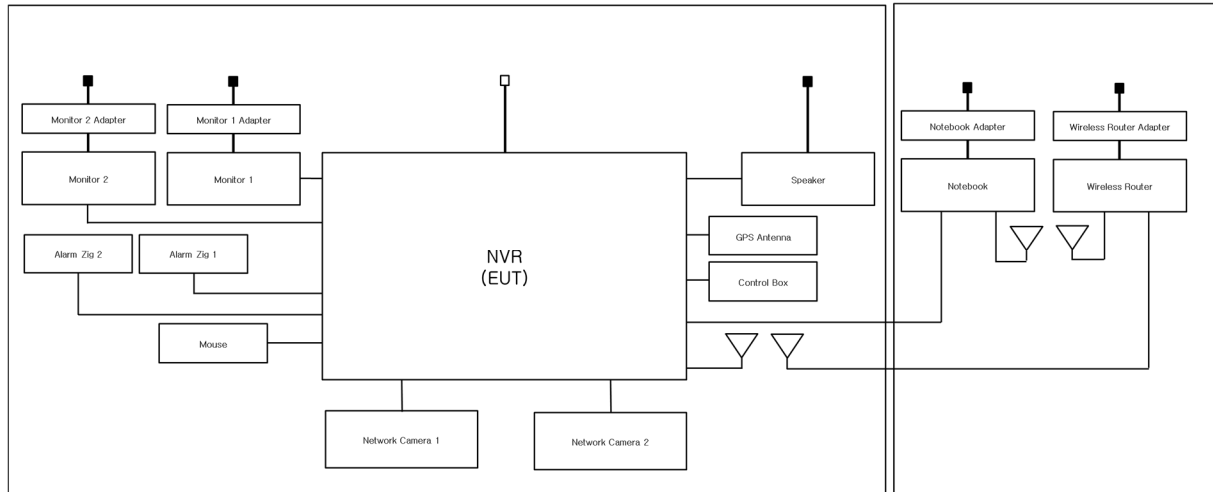 Monitor 2 Adapter
Monitor 1 Adapter
Notebook Adapter
Wireless Router Adapter
Monitor 2
Monitor 1
Speaker
Notebook
Wireless Router
GPS Antenna
Alarm Zig 2
Alarm Zig 1
NVR
(EUT)
Control Box
Mouse
Network Camera 1
Network Camera 2